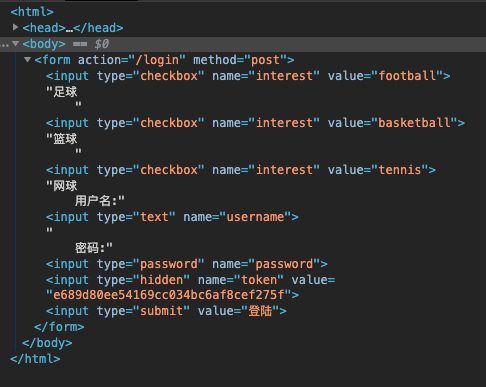 <html>
▶<head>…</head>
…▼<body> == $0
▼<form action="/login" method="post">
<input type="checkbox" name="interest" value="football">
"足球
"
<input type="checkbox" name="interest" value="basketball">
"篮球
"
<input type="checkbox" name="interest" value="tennis">
"网球
用户名:"
<input type="text" name="username">
"
密码:"
<input type="password" name="password">
<input type="hidden" name="token" value=
"e689d80ee54169cc034bc6af8cef275f">
<input type="submit" value="登陆">
</form>
</body>
</html>